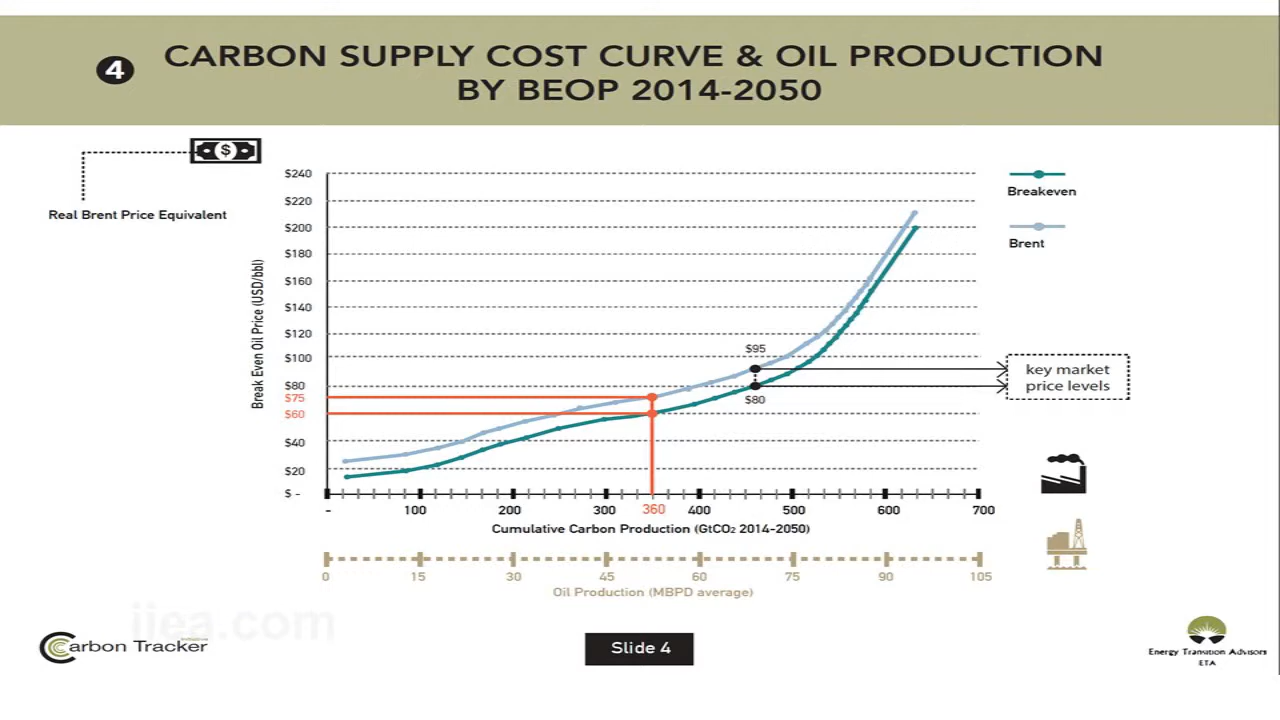 4
CARBON SUPPLY COST CURVE & OIL PRODUCTION
BY BEOP 2014-2050
$
Real Brent Price Equivalent
Break Even Oil Price (USD/bbl)
$240
$220
$200
$180
$160
$140
$120
$100
$80
$75
$60
$40
$20
$ -
Breakeven
Brent
$95
$80
key market
price levels
- 100 200 300 360 400 500 600 700
Cumulative Carbon Production (GtCO2 2014-2050)
0 15 30 45 60 75 90 105
Oil Production (MBPD average)
iiea.com
Carbon Tracker
Initiative
Slide 4
Energy Transition Advisors
ETA